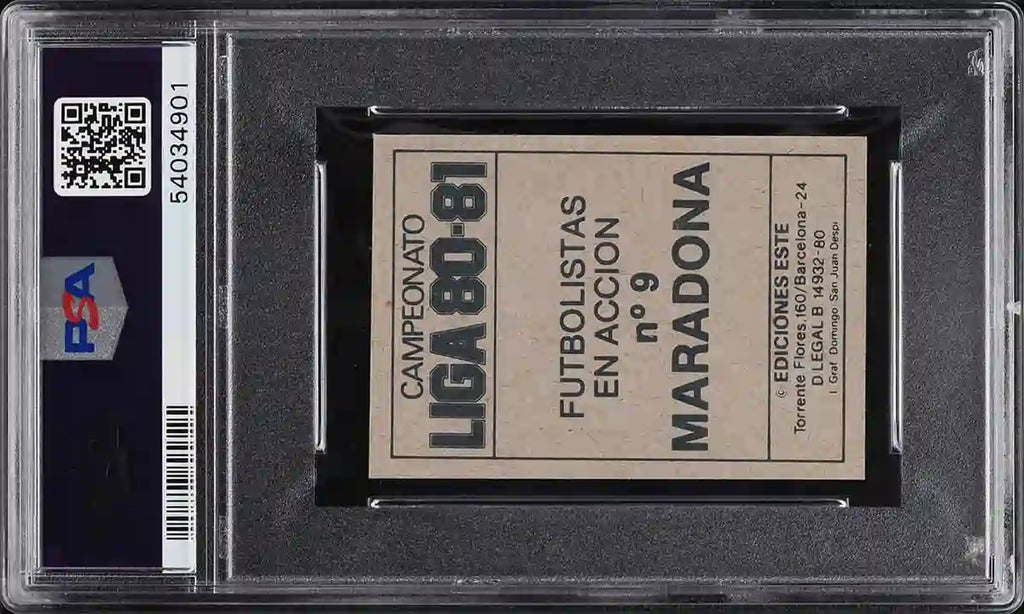 PSA
54034901
CAMPEONATO
LIGA 80-81
FUTBOLISTAS
EN ACCION
nº 9
MARADONA
© EDICIONES ESTE
Torrente Flores,160/Barcelona-24
D.LEGAL B 14932-80
I Graf Domingo San Juan Despi